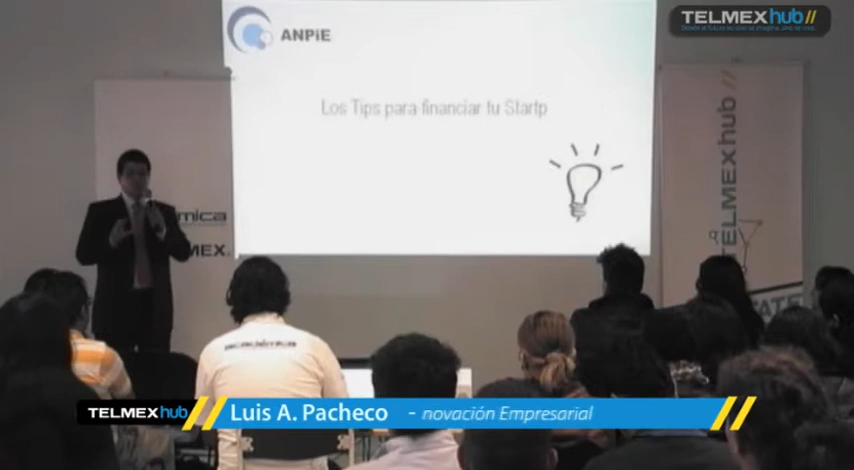 ANPiE
TELMEXhub//
Los Tips para financiar tu Startp
TELMEXhub//
mica
MEX.
TELMEXhub Luis A. Pacheco - novación Empresarial